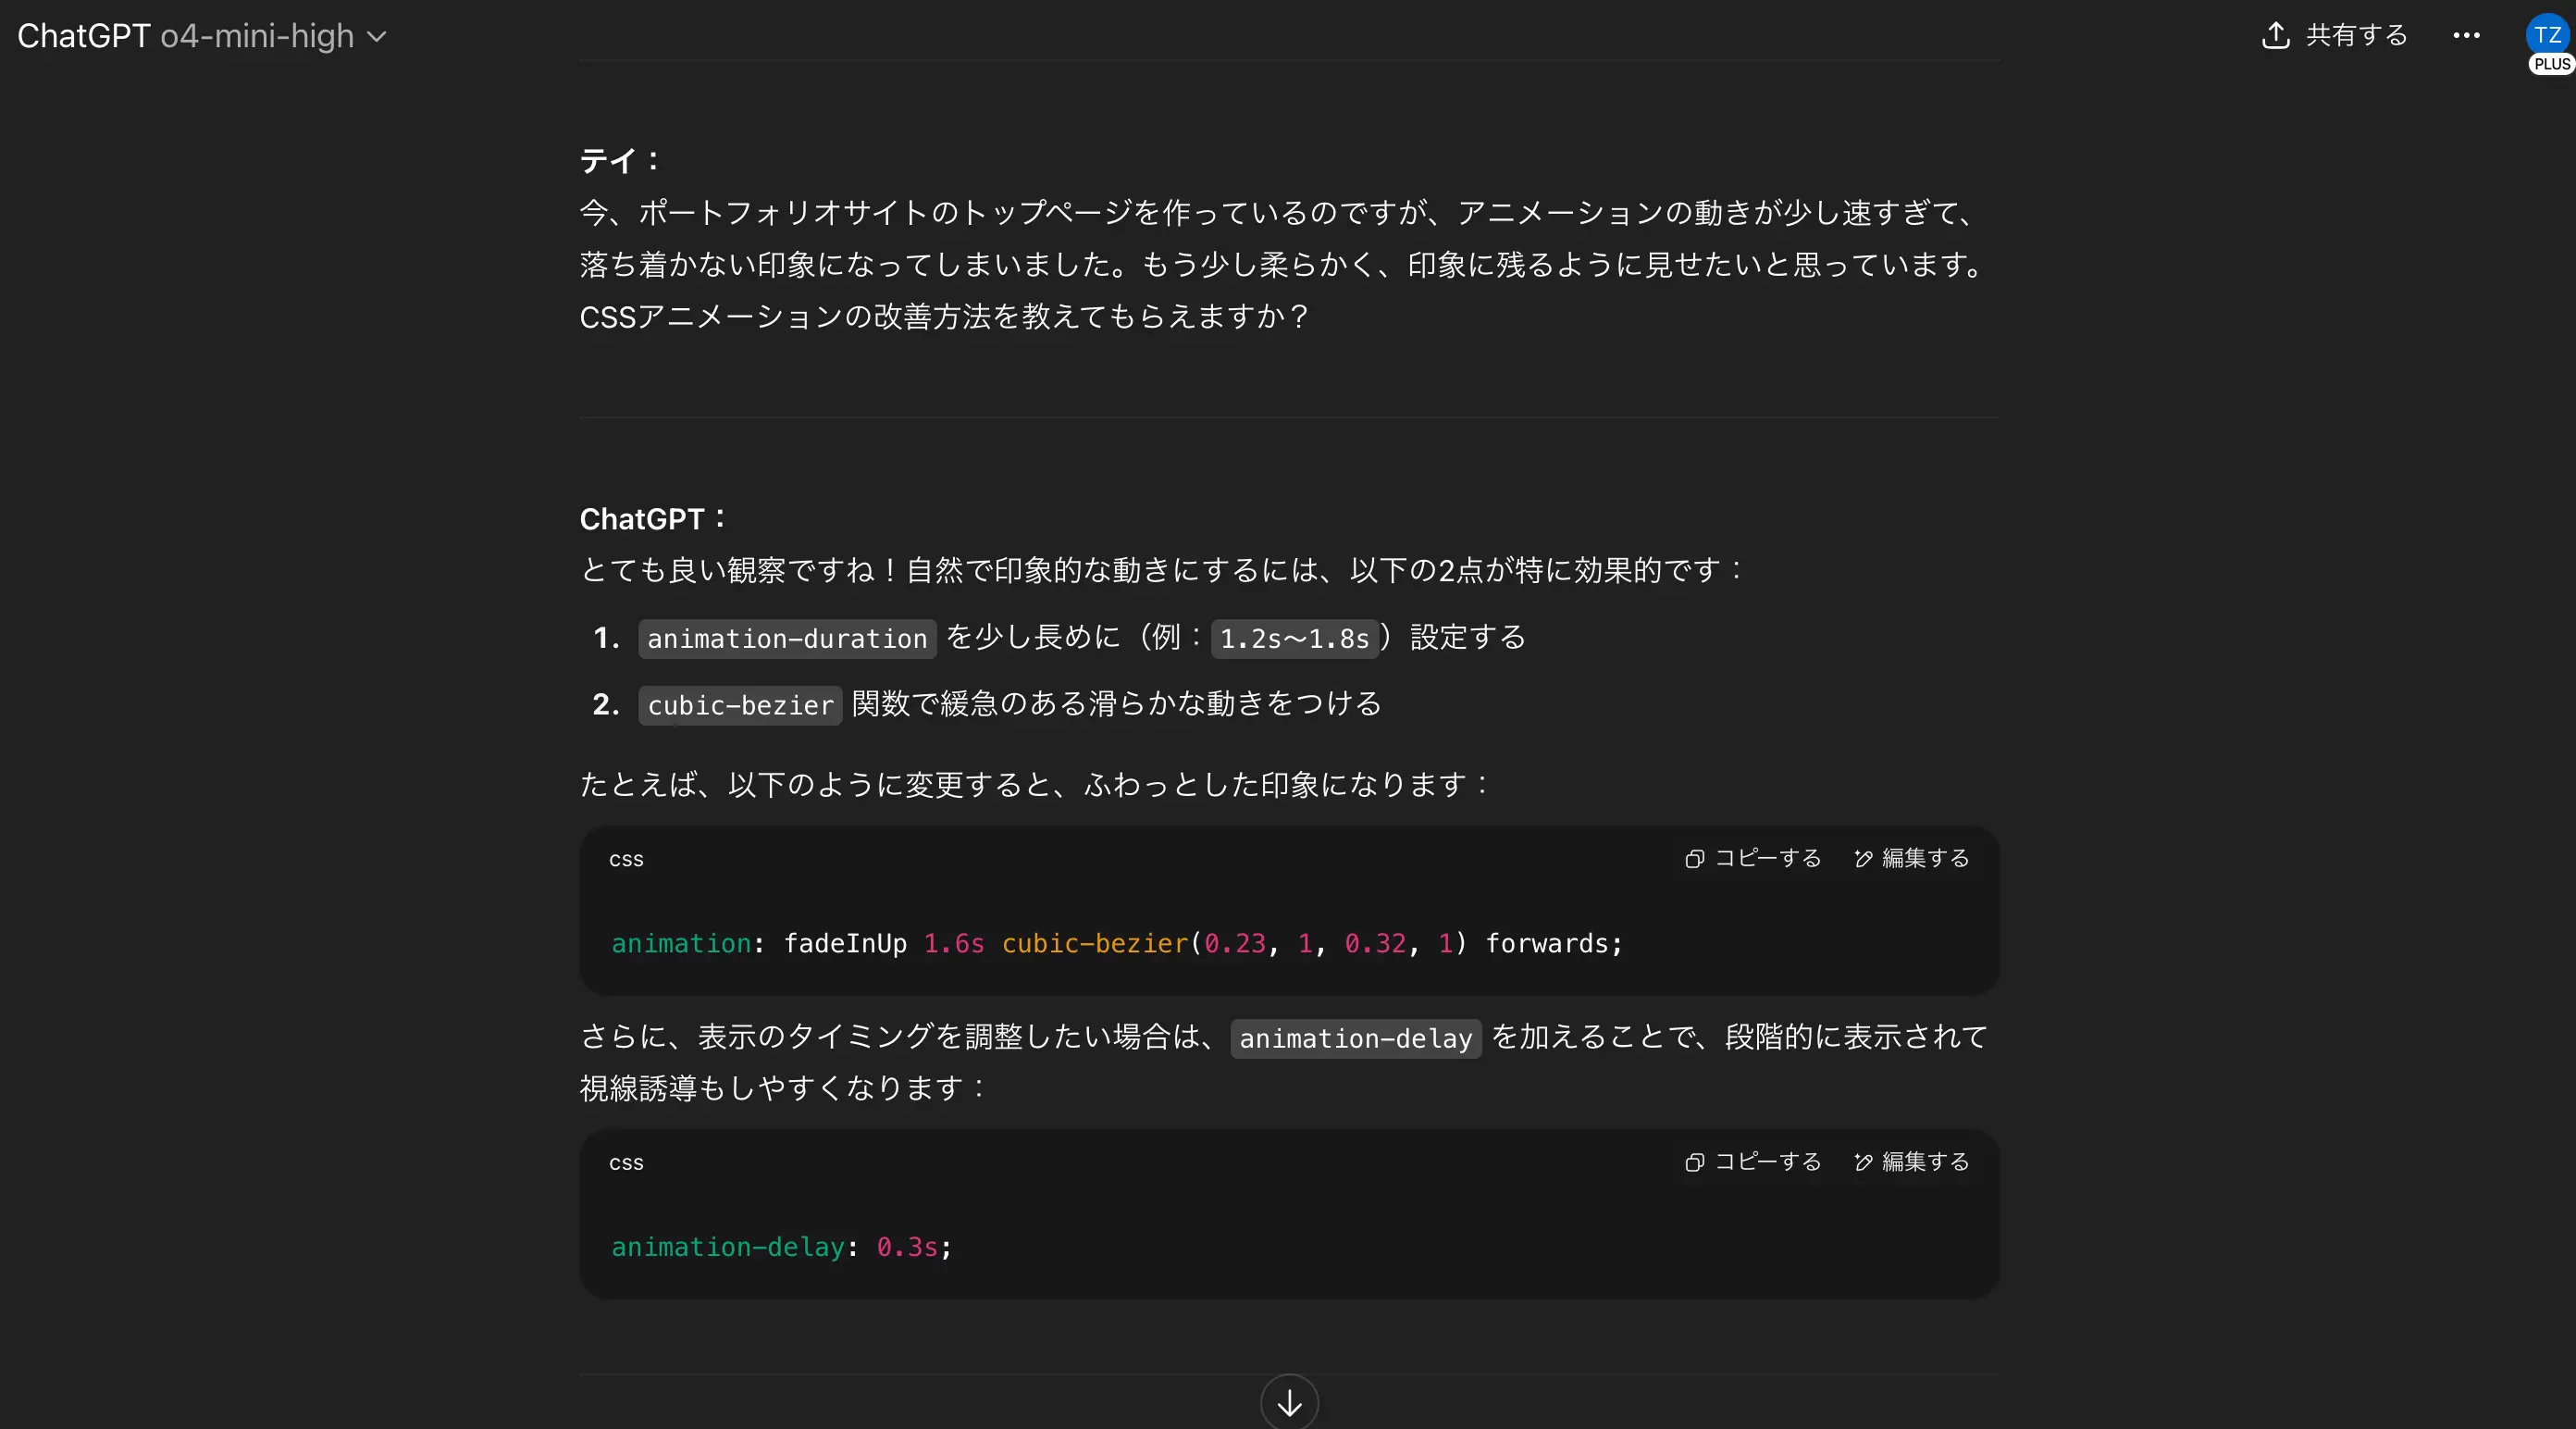 ChatGPT o4-mini-high
共有する
TZ
PLUS
テイ：
今、ポートフォリオサイトのトップページを作っているのですが、アニメーションの動きが少し速すぎて、
落ち着かない印象になってしまいました。もう少し柔らかく、印象に残るように見せたいと思っています。
CSSアニメーションの改善方法を教えてもらえますか？
ChatGPT：
とても良い観察ですね！自然で印象的な動きにするには、以下の2点が特に効果的です：
1. animation-duration を少し長めに（例：1.2s〜1.8s）設定する
2. cubic-bezier 関数で緩急のある滑らかな動きをつける
たとえば、以下のように変更すると、ふわっとした印象になります：
css
コピーする 編集する
animation: fadeInUp 1.6s cubic-bezier(0.23, 1, 0.32, 1) forwards;
さらに、表示のタイミングを調整したい場合は、animation-delay を加えることで、段階的に表示されて
視線誘導もしやすくなります：
css
コピーする 編集する
animation-delay: 0.3s;